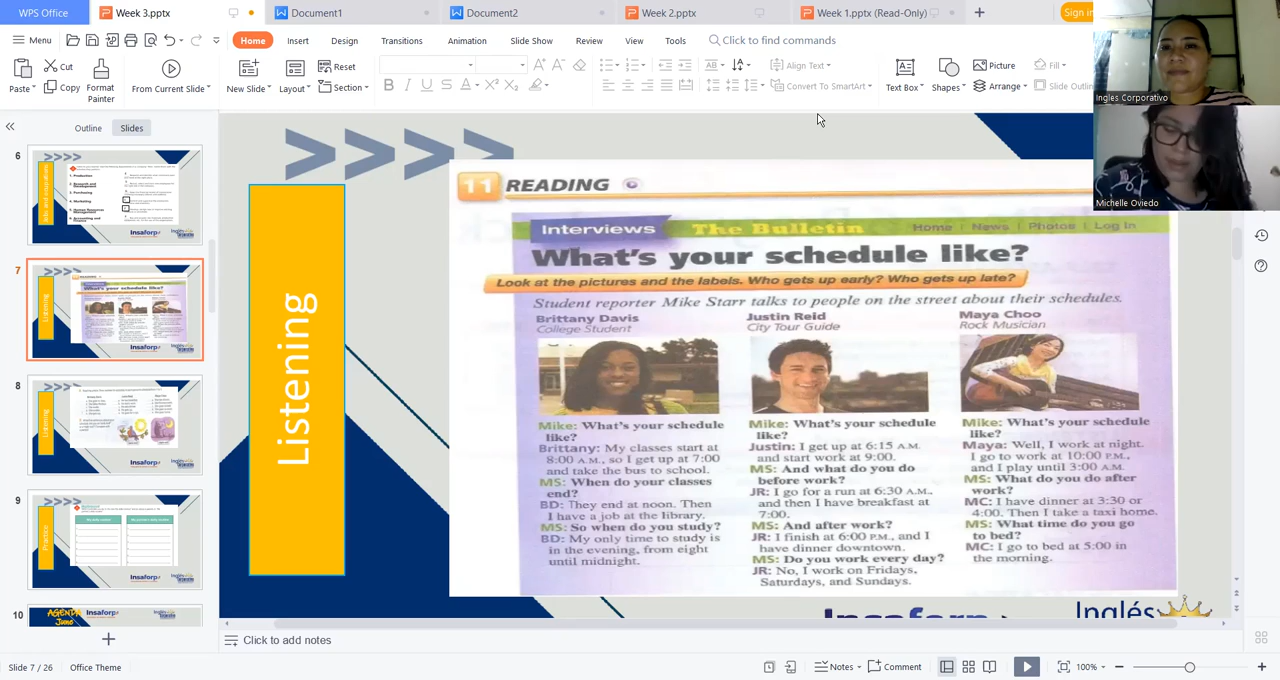 WPS Office
Week 3.pptx
Document1
Document2
Week 2.pptx
Week 1.pptx (Read-Only)
Sign in
Menu
Home
Insert
Design
Transitions
Animation
Slide Show
Review
View
Tools
Click to find commands
Paste
Cut
Copy
Format Painter
From Current Slide
New Slide
Layout
Reset
Section
Align Text
Convert To SmartArt
Text Box
Shapes
Picture
Arrange
Fill
Shape Outlin
Ingles Corporativo
Michelle Oviedo
Outline
Slides
6
7
8
9
10
Listening
11 READING
Interviews The Bulletin Home | News | Photos | Log In
What's your schedule like?
Look at the pictures and the labels. Who gets up early? Who gets up late?
Student reporter Mike Starr talks to people on the street about their schedules.
Brittany Davis
College Student
Mike: What's your schedule
like?
Brittany: My classes start at
8:00 A.M., so I get up at 7:00
and take the bus to school.
MS: When do your classes
end?
BD: They end at noon. Then
I have a job at the library.
MS: So when do you study?
BD: My only time to study is
in the evening, from eight
until midnight.
Justin Reid
City Tour Guide
Mike: What's your schedule
like?
Justin: I get up at 6:15 A.M.
and start work at 9:00.
MS: And what do you do
before work?
JR: I go for a run at 6:30 A.M.,
and then I have breakfast at
7:00.
MS: And after work?
JR: I finish at 6:00 P.M., and I
have dinner downtown.
MS: Do you work every day?
JR: No, I work on Fridays,
Saturdays, and Sundays.
Maya Choo
Rock Musician
Mike: What's your schedule
like?
Maya: Well, I work at night.
I go to work at 10:00 P.M.,
and I play until 3:00 A.M.
MS: What do you do after
work?
MC: I have dinner at 3:30 or
4:00. Then I take a taxi home.
MS: What time do you go
to bed?
MC: I go to bed at 5:00 in
the morning.
Insaforp
Inglés
Click to add notes
Slide 7 / 26
Office Theme
Notes
Comment
100%